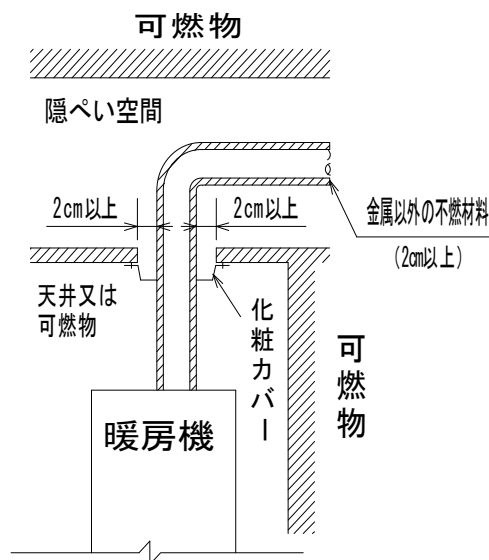 可燃物
隠ぺい空間
2cm以上
2cm以上
金属以外の不燃材料
(2cm以上)
天井又は
可燃物
化粧カバー
可燃物
暖房機